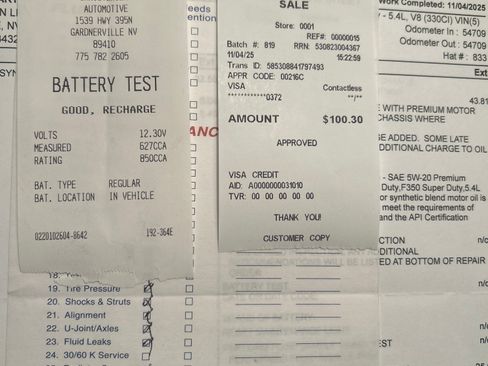 AUTOMOTIVE
1539 HWY 395N
GARDNERVILLE NV
89410
775 782 2605
BATTERY TEST
GOOD, RECHARGE
VOLTS 12.30V
MEASURED 627CCA
RATING 850CCA
BAT. TYPE REGULAR
BAT. LOCATION IN VEHICLE
0220102604-8642 192-364E
SALE
Store: 0001
REF#: 00000015
Batch #: 819 RRN: 530823004367
11/04/25 15:22:59
Trans ID: 585308841797493
APPR CODE: 00216C
VISA Contactless
************0372 **/**
AMOUNT $100.30
APPROVED
VISA CREDIT
AID: A0000000031010
TVR: 00 00 00 00 00
THANK YOU!
CUSTOMER COPY
Work Completed: 11/04/2025
- 5.4L, V8 (330CI) VIN(5)
Odometer In : 54709
Odometer Out : 54709
Hat # : 833
Ext
43.81
E WITH PREMIUM MOTOR
CHASSIS WHERE
BE ADDED. SOME LATE
DDITIONAL CHARGE TO OIL
- SAE 5W-20 Premium
Duty,F350 Super Duty,5.4L
or synthetic blend motor oil is
meet the requirements of
and the API Certification
CTION n/c
ANY ADDITIONAL
ED AT BOTTOM OF REPAIR
n/c
n/c
EST n/c
eeds
ention
19. Tire Pressure
20. Shocks & Struts
21. Alignment
22. U-Joint/Axles
23. Fluid Leaks
24. 30/60 K Service